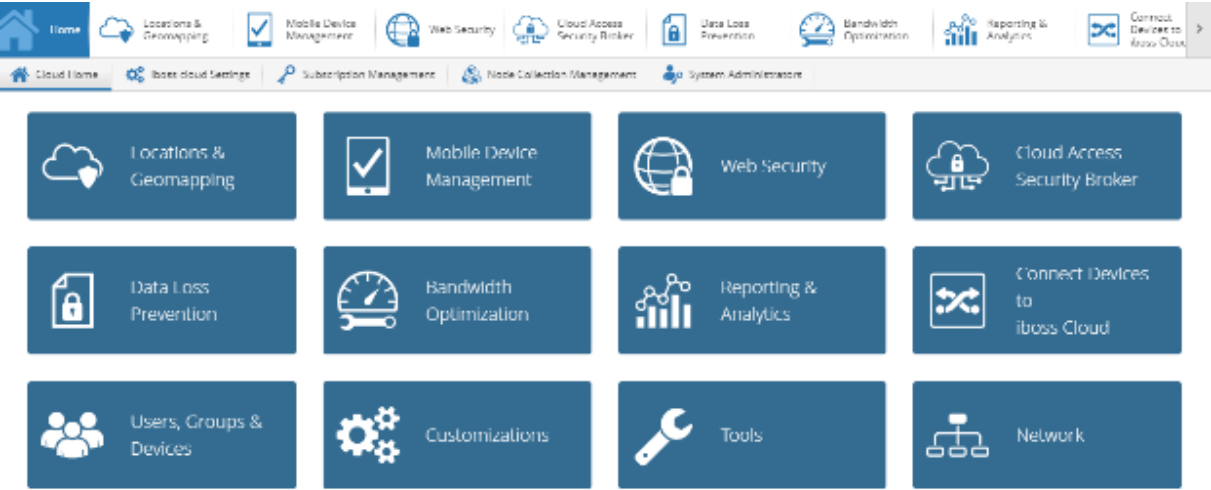 Home
Locations &
Geomapping
Mobile Device
Management
Web Security
Cloud Access
Security Broker
Data Loss
Prevention
Bandwidth
Optimization
Reporting &
Analytics
Connect
Devices to
iboss Cloud
>
Cloud Home
iboss cloud Settings
Subscription Management
Node Collection Management
System Administrators
Locations &
Geomapping
Mobile Device
Management
Web Security
Cloud Access
Security Broker
Data Loss
Prevention
Bandwidth
Optimization
Reporting &
Analytics
Connect Devices
to
iboss Cloud
Users, Groups &
Devices
Customizations
Tools
Network